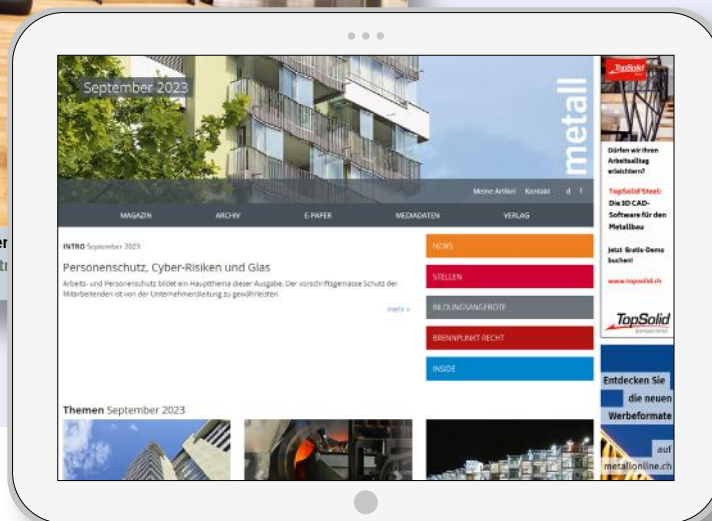 September 2023
metall
Meine Artikel Kontakt d f
MAGAZIN ARCHIV E-PAPER MEDIADATEN VERLAG
INTRO September 2023
Personenschutz, Cyber-Risiken und Glas
Arbeits- und Personenschutz bildet ein Hauptthema dieser Ausgabe. Der vorschriftsgemässe Schutz der
Mitarbeitenden ist von der Unternehmensleitung zu gewährleisten.
mehr »
NEWS
STELLEN
BILDUNGSANGEBOTE
BRENNPUNKT RECHT
INSIDE
Themen September 2023
TopSolid
Dürfen wir Ihren
Arbeitsalltag
erleichtern?
TopSolid'Steel:
Die 3D CAD-
Software für den
Metallbau
Jetzt Gratis-Demo
buchen!
www.topsolid.ch
TopSolid
Entdecken Sie
die neuen
Werbeformate
auf
metallonline.ch